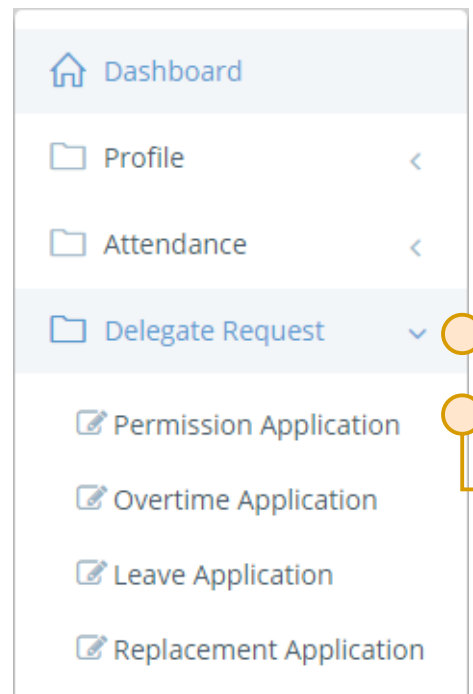 Dashboard
Profile
Attendance
Delegate Request
Permission Application
Overtime Application
Leave Application
Replacement Application